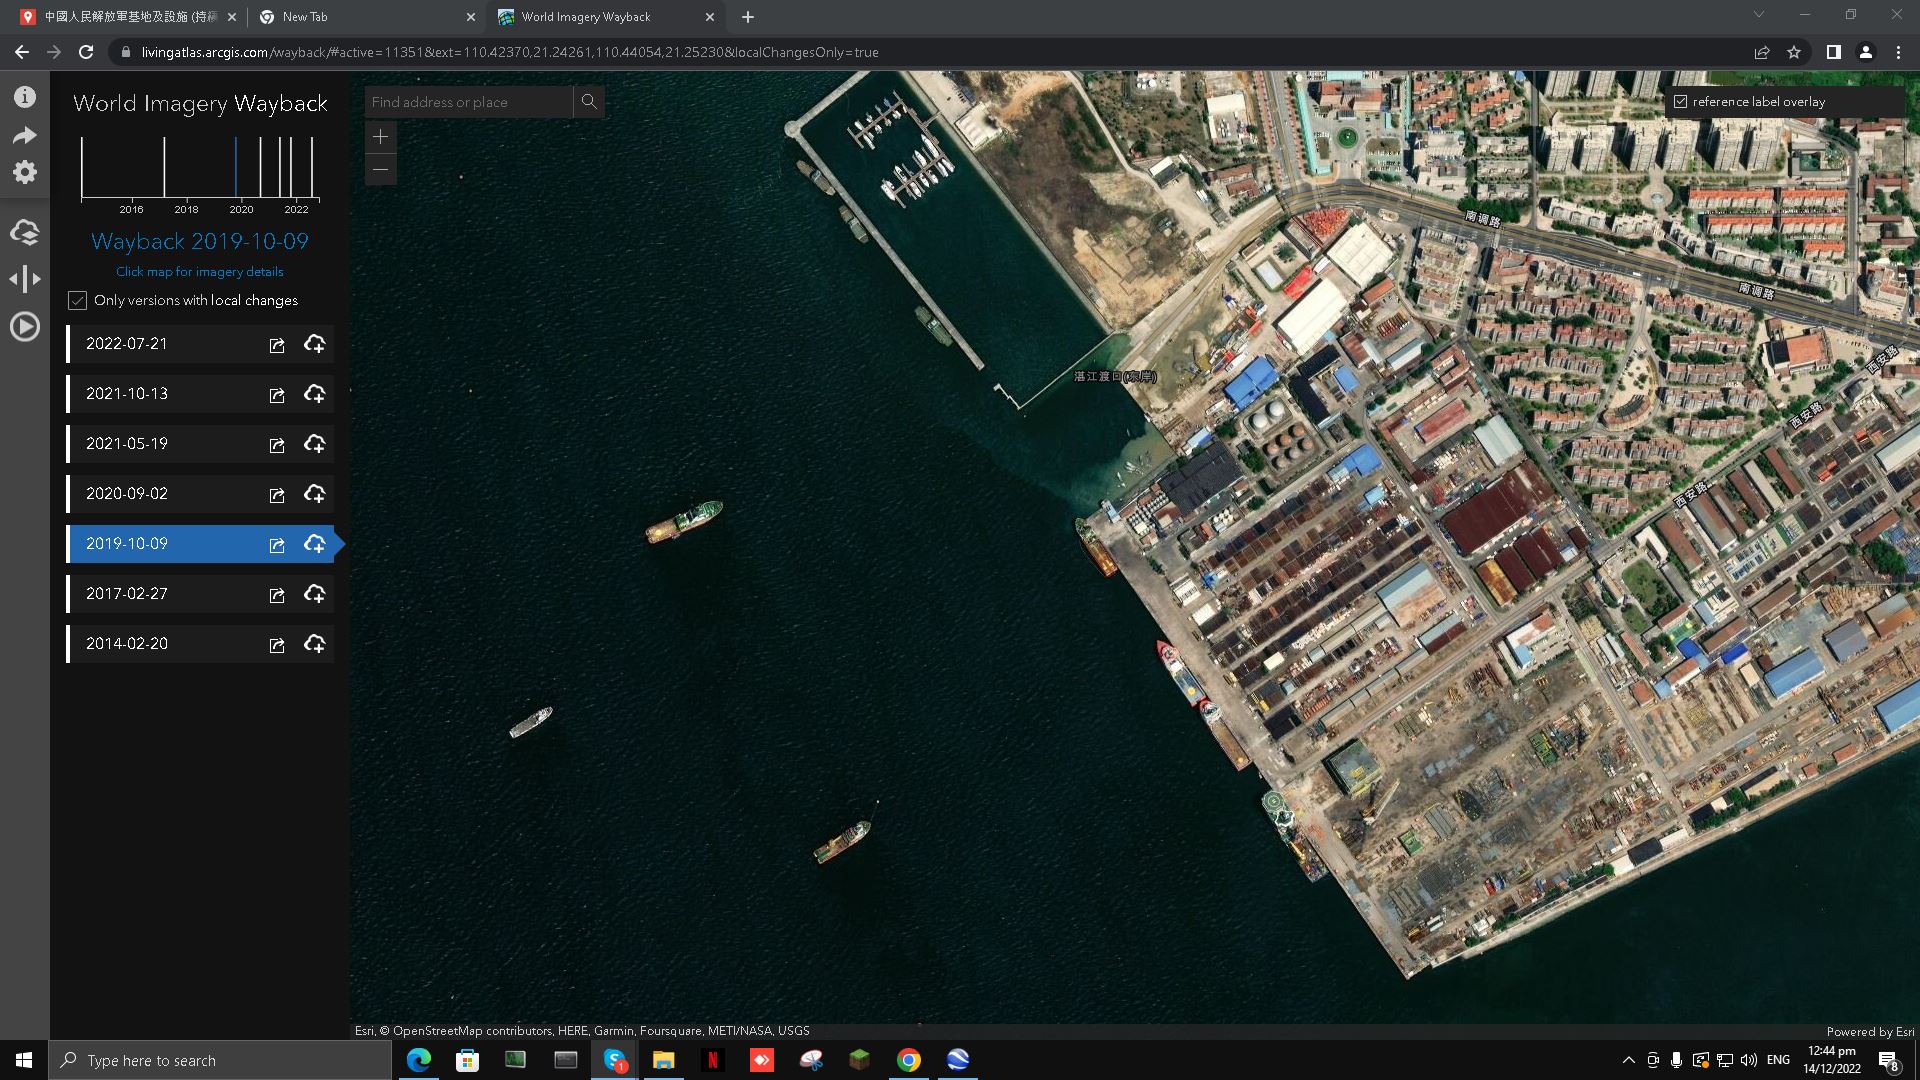 中國人民解放軍基地及設施 (持續
New Tab
World Imagery Wayback
livingatlas.arcgis.com/wayback/#active=11351&ext=110.42370,21.24261,110.44054,21.25230&localChangesOnly=true
World Imagery Wayback
Find address or place
reference label overlay
2016 2018 2020 2022
Wayback 2019-10-09
Click map for imagery details
Only versions with local changes
2022-07-21
2021-10-13
2021-05-19
2020-09-02
2019-10-09
2017-02-27
2014-02-20
南调路
南调路
湛江渡口(东岸)
西安路
西安路
西安路
Esri, © OpenStreetMap contributors, HERE, Garmin, Foursquare, METI/NASA, USGS
Powered by Esri
Type here to search
1
N
ENG
12:44 pm
14/12/2022
8